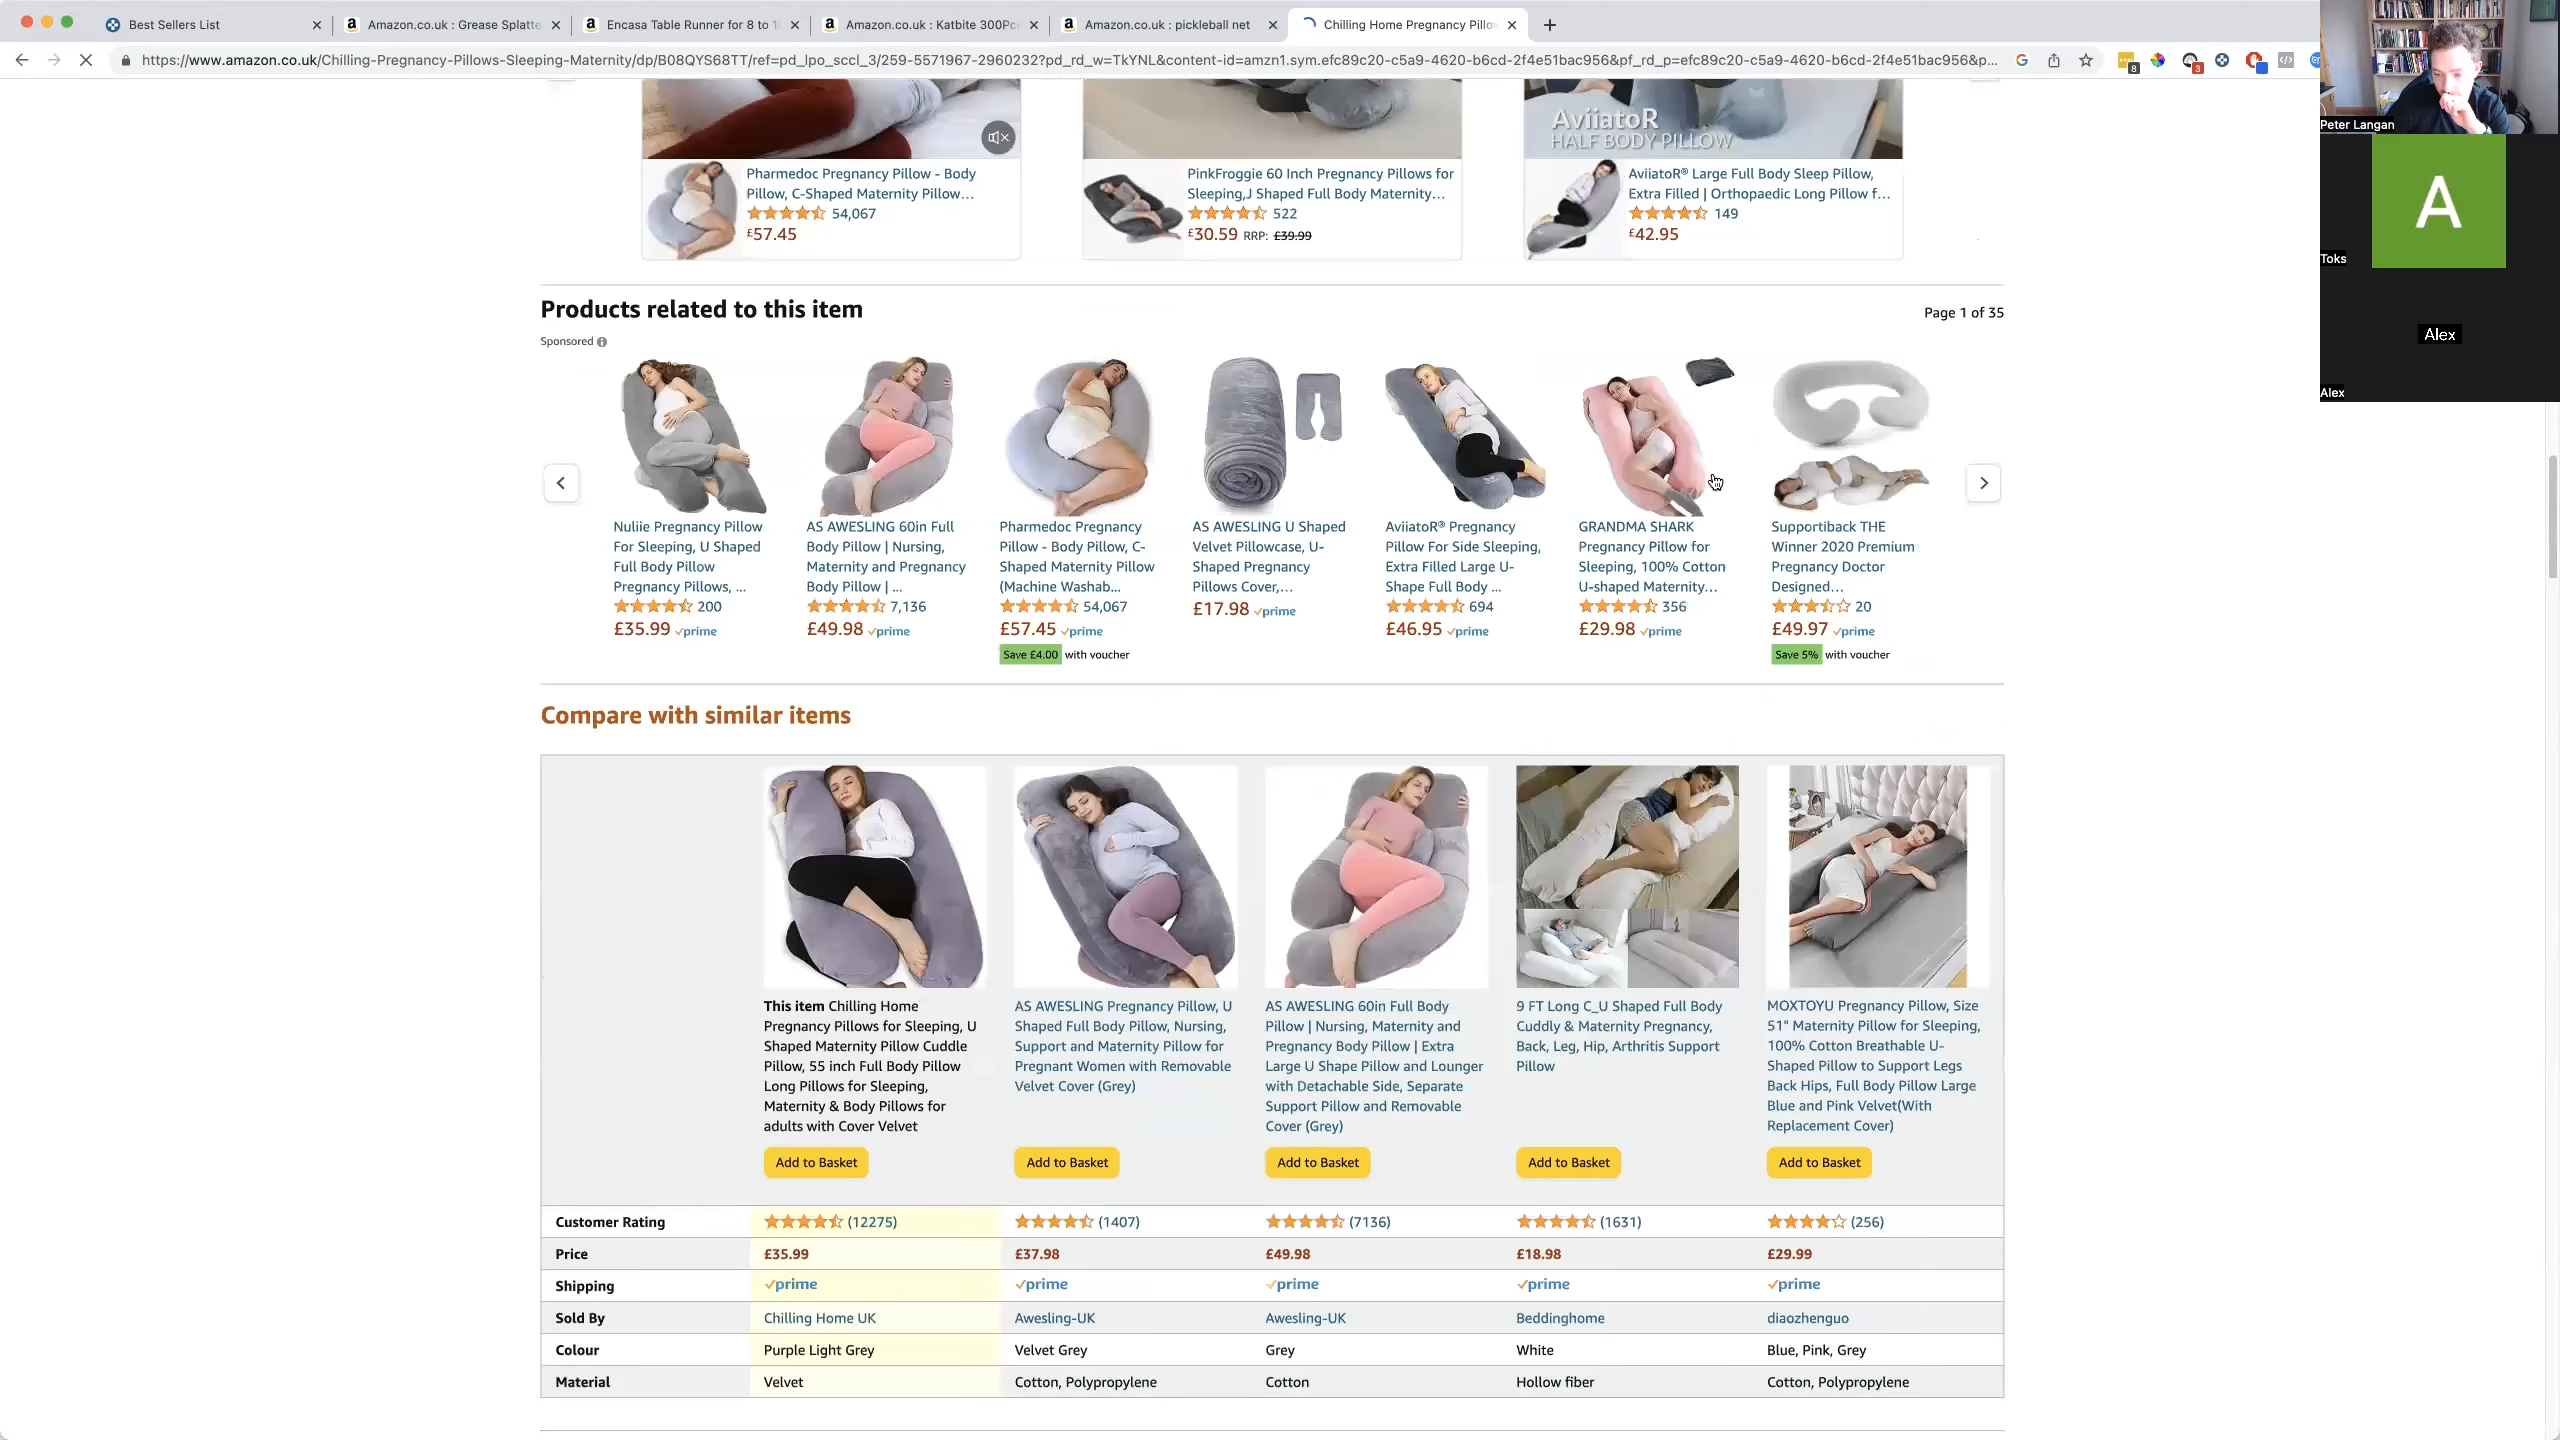 Best Sellers List
Amazon.co.uk : Grease Splatte
Encasa Table Runner for 8 to 10
Amazon.co.uk : Katbite 300Pc
Amazon.co.uk : pickleball net
Chilling Home Pregnancy Pillo
https://www.amazon.co.uk/Chilling-Pregnancy-Pillows-Sleeping-Maternity/dp/B08QYS68TT/ref=pd_lpo_sccl_3/259-5571967-2960232?pd_rd_w=TkYNL&content-id=amzn1.sym.efc89c20-c5a9-4620-b6cd-2f4e51bac956&pf_rd_p=efc89c20-c5a9-4620-b6cd-2f4e51bac956&p...
8
3
Peter Langan
A
Toks
Alex
Alex
AviiatoR
HALF BODY PILLOW
Pharmedoc Pregnancy Pillow - Body
Pillow, C-Shaped Maternity Pillow...
54,067
£57.45
PinkFroggie 60 Inch Pregnancy Pillows for
Sleeping,J Shaped Full Body Maternity...
522
£30.59 RRP: £39.99
AviiatoR® Large Full Body Sleep Pillow,
Extra Filled | Orthopaedic Long Pillow f...
149
£42.95
Products related to this item
Page 1 of 35
Sponsored
Nuliie Pregnancy Pillow
For Sleeping, U Shaped
Full Body Pillow
Pregnancy Pillows, ...
200
£35.99 prime
AS AWESLING 60in Full
Body Pillow | Nursing,
Maternity and Pregnancy
Body Pillow | ...
7,136
£49.98 prime
Pharmedoc Pregnancy
Pillow - Body Pillow, C-
Shaped Maternity Pillow
(Machine Washab...
54,067
£57.45 prime
Save £4.00 with voucher
AS AWESLING U Shaped
Velvet Pillowcase, U-
Shaped Pregnancy
Pillows Cover,...
£17.98 prime
AviiatoR® Pregnancy
Pillow For Side Sleeping,
Extra Filled Large U-
Shape Full Body ...
694
£46.95 prime
GRANDMA SHARK
Pregnancy Pillow for
Sleeping, 100% Cotton
U-shaped Maternity...
356
£29.98 prime
Supportiback THE
Winner 2020 Premium
Pregnancy Doctor
Designed...
20
£49.97 prime
Save 5% with voucher
Compare with similar items
This item Chilling Home
Pregnancy Pillows for Sleeping, U
Shaped Maternity Pillow Cuddle
Pillow, 55 inch Full Body Pillow
Long Pillows for Sleeping,
Maternity & Body Pillows for
adults with Cover Velvet
Add to Basket
AS AWESLING Pregnancy Pillow, U
Shaped Full Body Pillow, Nursing,
Support and Maternity Pillow for
Pregnant Women with Removable
Velvet Cover (Grey)
Add to Basket
AS AWESLING 60in Full Body
Pillow | Nursing, Maternity and
Pregnancy Body Pillow | Extra
Large U Shape Pillow and Lounger
with Detachable Side, Separate
Support Pillow and Removable
Cover (Grey)
Add to Basket
9 FT Long C_U Shaped Full Body
Cuddly & Maternity Pregnancy,
Back, Leg, Hip, Arthritis Support
Pillow
Add to Basket
MOXTOYU Pregnancy Pillow, Size
51" Maternity Pillow for Sleeping,
100% Cotton Breathable U-
Shaped Pillow to Support Legs
Back Hips, Full Body Pillow Large
Blue and Pink Velvet(With
Replacement Cover)
Add to Basket
Customer Rating (12275) (1407) (7136) (1631) (256)
Price £35.99 £37.98 £49.98 £18.98 £29.99
Shipping prime prime prime prime prime
Sold By Chilling Home UK Awesling-UK Awesling-UK Beddinghome diaozhenguo
Colour Purple Light Grey Velvet Grey Grey White Blue, Pink, Grey
Material Velvet Cotton, Polypropylene Cotton Hollow fiber Cotton, Polypropylene